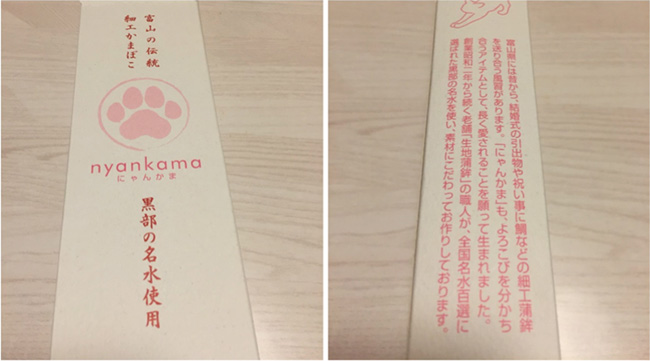 富山の伝統
細工かまぼこ
nyankama
にゃんかま
黒部の名水使用
富山県には昔から、結婚式の引出物や祝い事に鯛などの細工蒲鉾
を送り合う風習があります。「にゃんかま」も、よろこびを分かち
合うアイテムとして、長く愛されることを願って生まれました。
創業昭和二年から続く老舗「生地蒲鉾」の職人が、全国名水百選に
選ばれた黒部の名水を使い、素材にこだわってお作りしております。